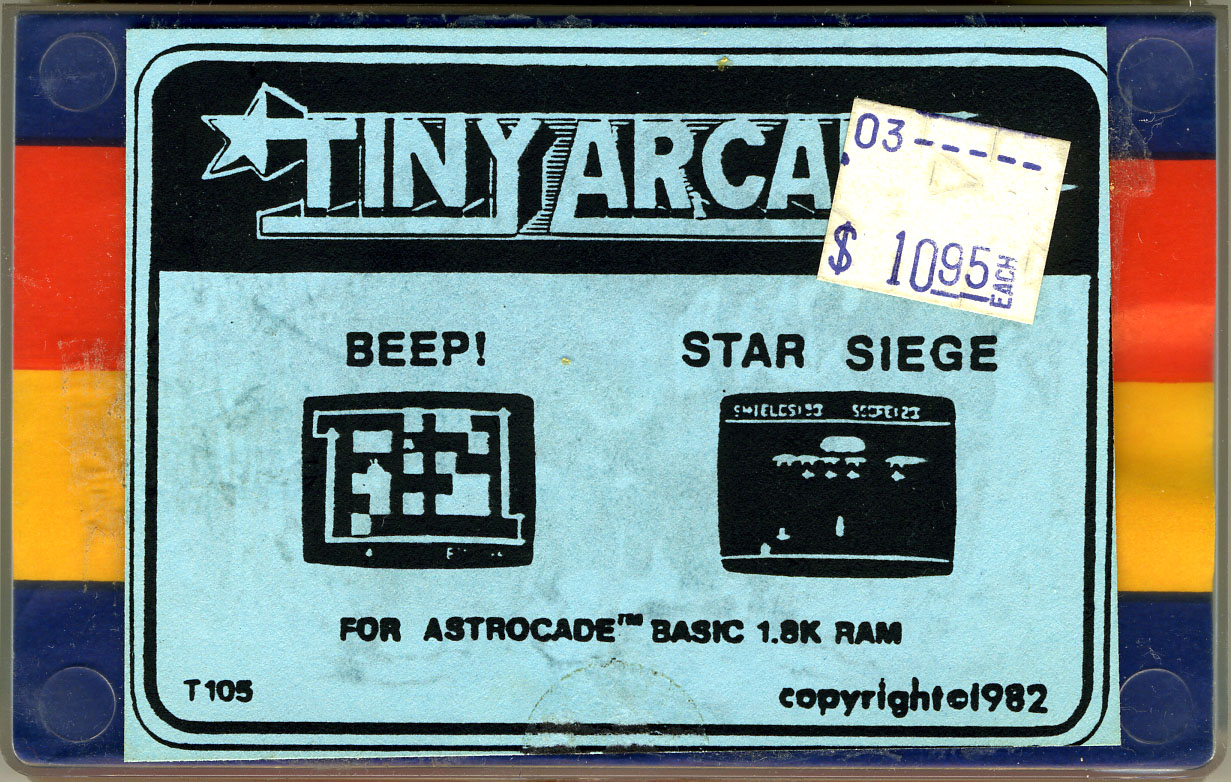 TINY ARCA
03-----
$ 1095 EACH
BEEP!
STAR SIEGE
FOR ASTROCADE™ BASIC 1.8K RAM
T105
copyright©1982